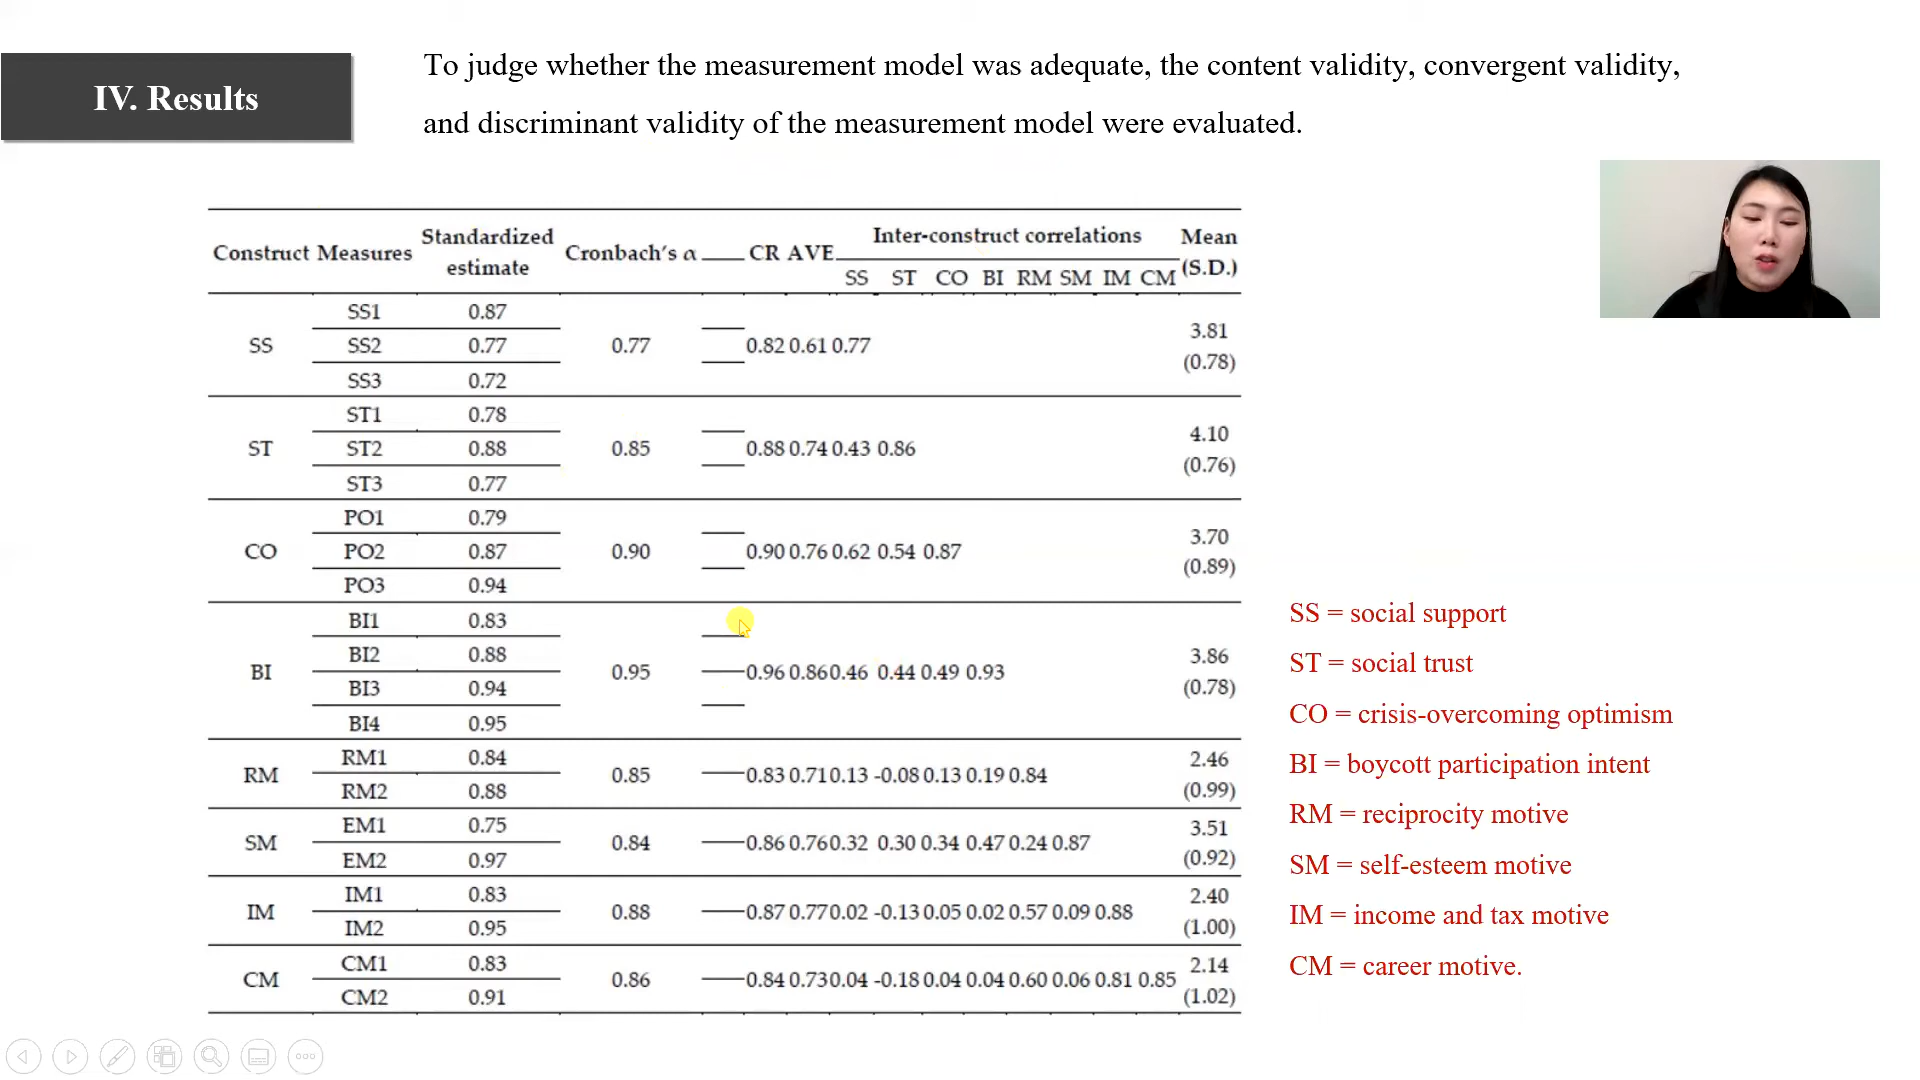 IV. Results
To judge whether the measurement model was adequate, the content validity, convergent validity,
and discriminant validity of the measurement model were evaluated.
Construct Measures Standardized estimate Cronbach's α CR AVE Inter-construct correlations Mean (S.D.)
SS ST CO BI RM SM IM CM
SS1 0.87
SS SS2 0.77 0.77 0.82 0.61 0.77 3.81 (0.78)
SS3 0.72
ST1 0.78
ST ST2 0.88 0.85 0.88 0.74 0.43 0.86 4.10 (0.76)
ST3 0.77
PO1 0.79
CO PO2 0.87 0.90 0.90 0.76 0.62 0.54 0.87 3.70 (0.89)
PO3 0.94
BI1 0.83
BI2 0.88
BI 0.95 0.96 0.86 0.46 0.44 0.49 0.93 3.86 (0.78)
BI3 0.94
BI4 0.95
RM1 0.84
RM 0.85 0.83 0.71 0.13 -0.08 0.13 0.19 0.84 2.46 (0.99)
RM2 0.88
EM1 0.75
SM 0.84 0.86 0.76 0.32 0.30 0.34 0.47 0.24 0.87 3.51 (0.92)
EM2 0.97
IM1 0.83
IM 0.88 0.87 0.77 0.02 -0.13 0.05 0.02 0.57 0.09 0.88 2.40 (1.00)
IM2 0.95
CM1 0.83
CM 0.86 0.84 0.73 0.04 -0.18 0.04 0.04 0.60 0.06 0.81 0.85 2.14 (1.02)
CM2 0.91
SS = social support
ST = social trust
CO = crisis-overcoming optimism
BI = boycott participation intent
RM = reciprocity motive
SM = self-esteem motive
IM = income and tax motive
CM = career motive.